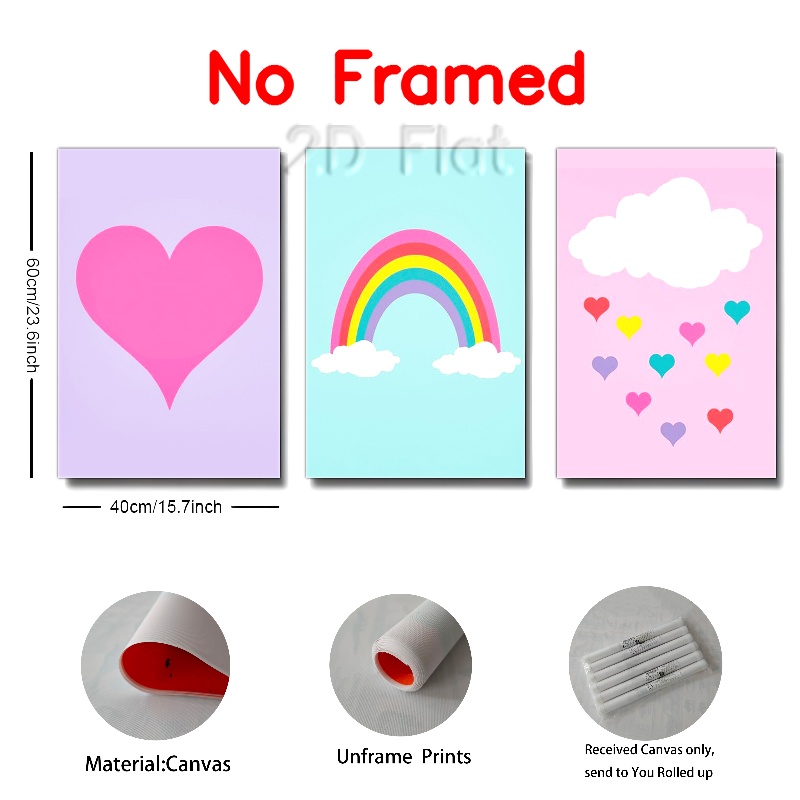 No Framed
2D Flat
60cm/23.6inch
40cm/15.7inch
Material:Canvas
Unframe Prints
Received Canvas only,
send to You Rolled up